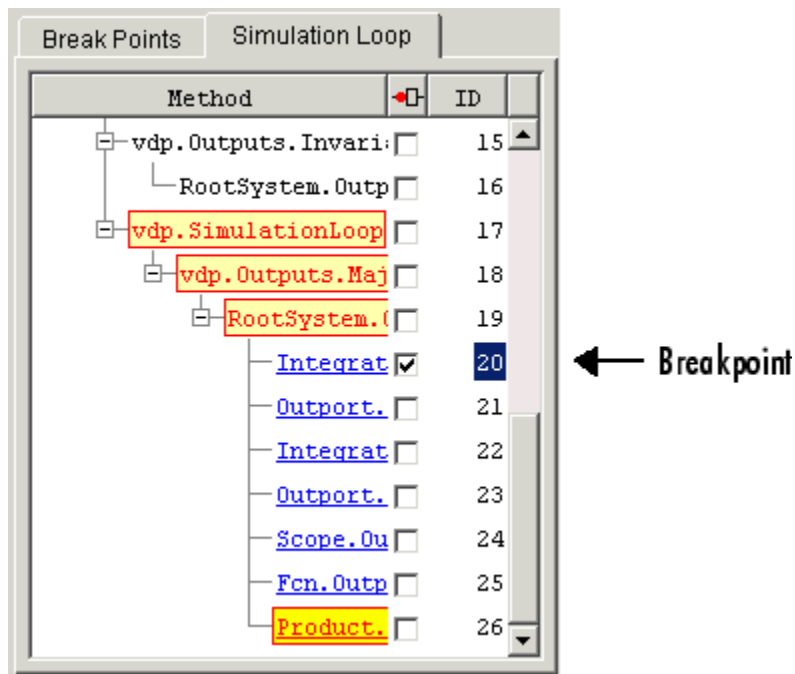 Break Points Simulation Loop
Method ID
vdp.Outputs.Invari 15
RootSystem.Outp 16
vdp.SimulationLoop 17
vdp.Outputs.Maj 18
RootSystem.( 19
Integrat 20 Breakpoint
Outport. 21
Integrat 22
Outport. 23
Scope.Ou 24
Fcn.Outp 25
Product. 26